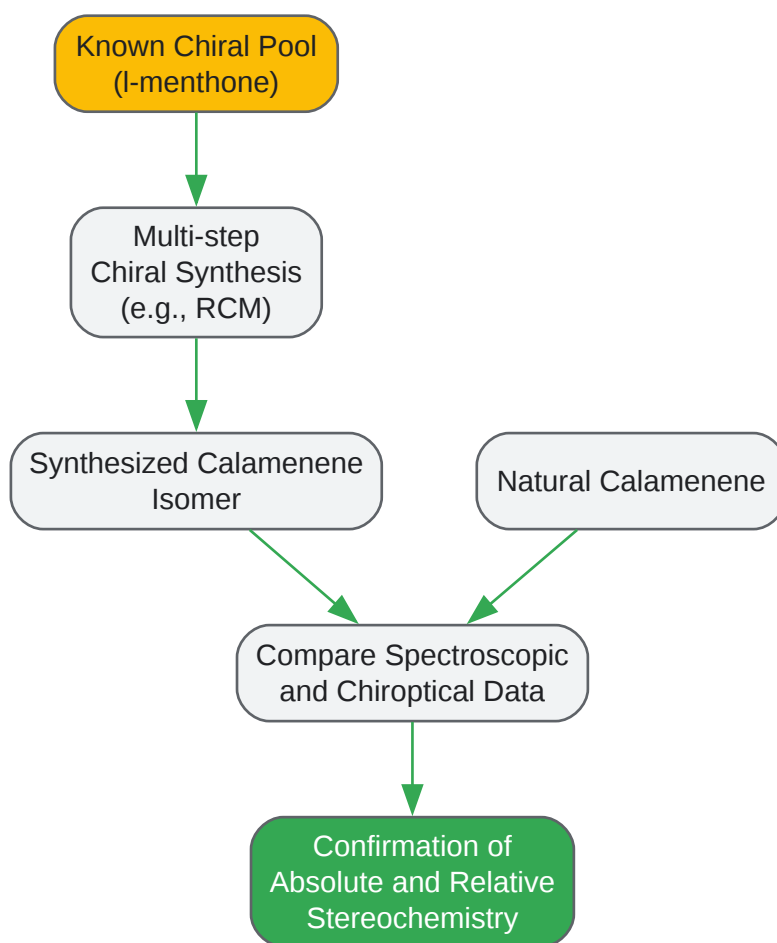 Known Chiral Pool
(l-menthone)
Multi-step
Chiral Synthesis
(e.g., RCM)
Synthesized Calamenene
Isomer
Natural Calamenene
Compare Spectroscopic
and Chiroptical Data
Confirmation of
Absolute and Relative
Stereochemistry